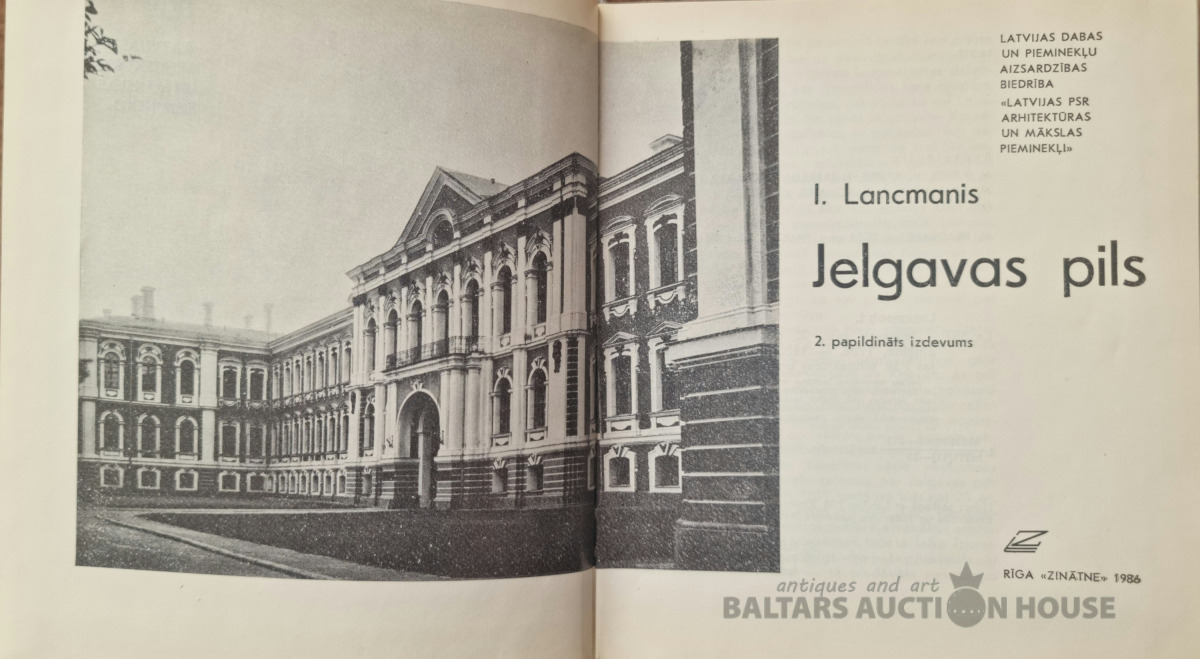 LATVIJAS DABAS
UN PIEMINEKĻU
AIZSARDZĪBAS
BIEDRĪBA
«LATVIJAS PSR
ARHITEKTŪRAS
UN MĀKSLAS
PIEMINEKĻI»
I. Lancmanis
Jelgavas pils
2. papildināts izdevums
RĪGA «ZINĀTNE» 1986
antiques and art
BALTARS AUCTION HOUSE